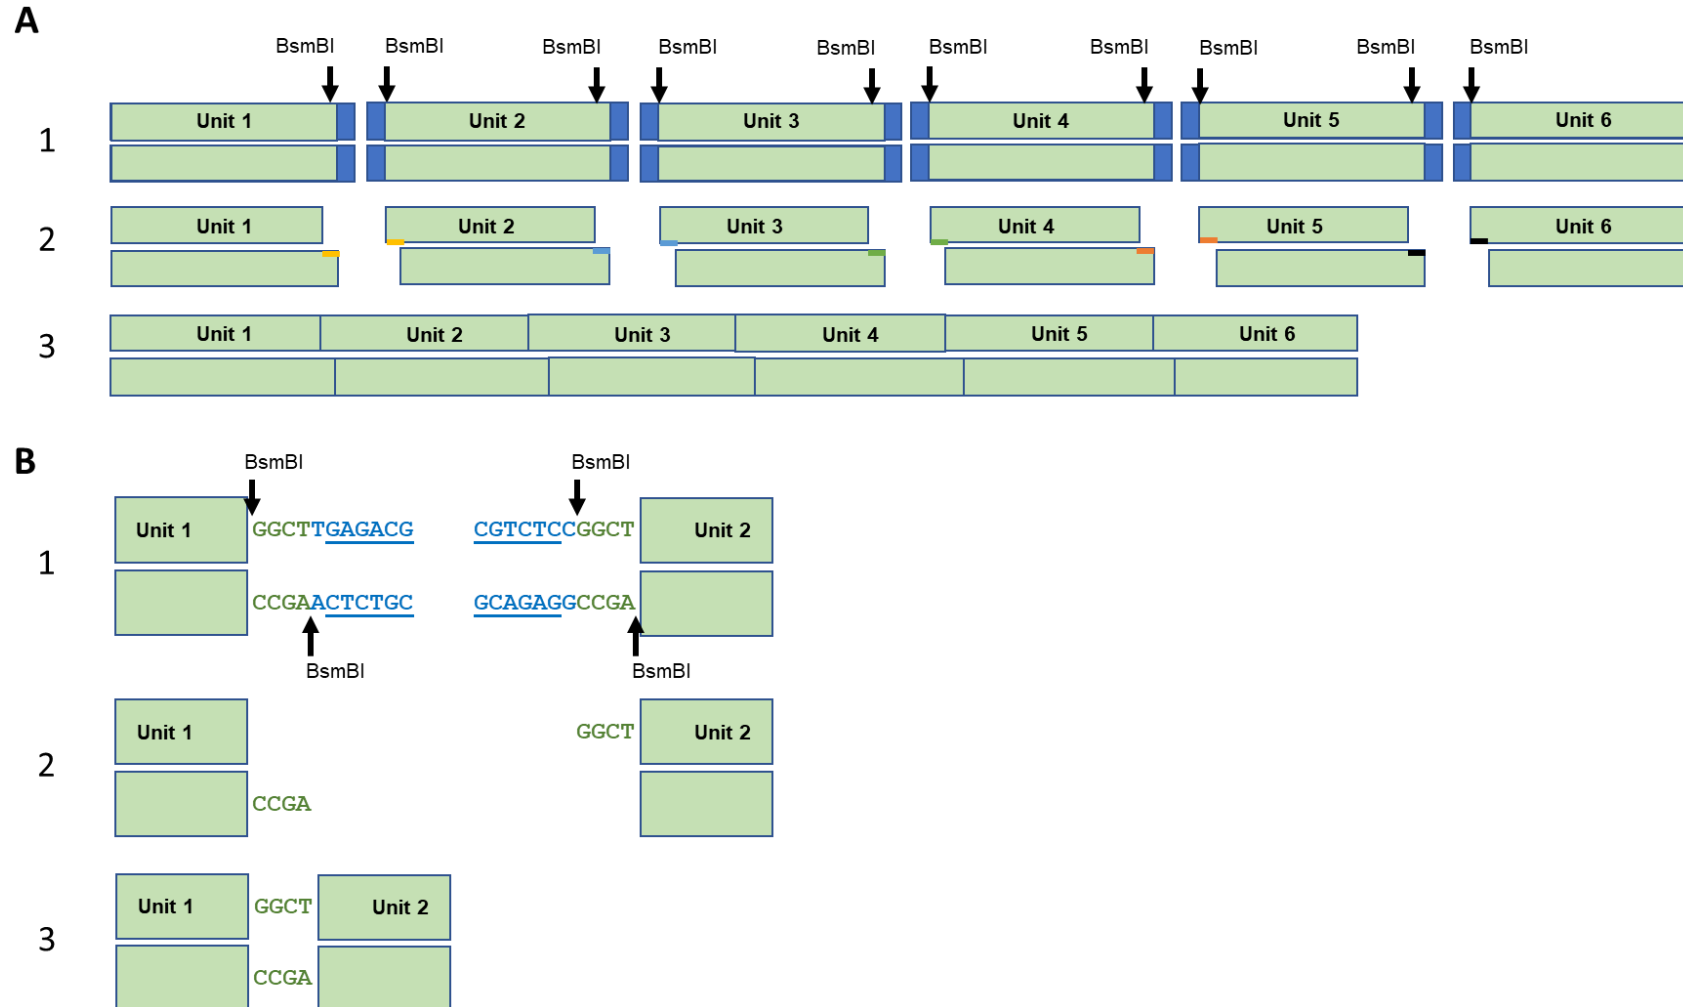 A
BsmBI BsmBI BsmBI BsmBI BsmBI BsmBI BsmBI BsmBI BsmBI BsmBI
1 Unit 1 Unit 2 Unit 3 Unit 4 Unit 5 Unit 6
2 Unit 1 Unit 2 Unit 3 Unit 4 Unit 5 Unit 6
3 Unit 1 Unit 2 Unit 3 Unit 4 Unit 5 Unit 6
B
BsmBI BsmBI
Unit 1 GGCTTGAGACG CGTCTCCGGCT Unit 2
1
CCGAACTCTGC GCAGAGGCCGA
BsmBI BsmBI
Unit 1 GGCT Unit 2
2
CCGA
Unit 1 GGCT Unit 2
3
CCGA